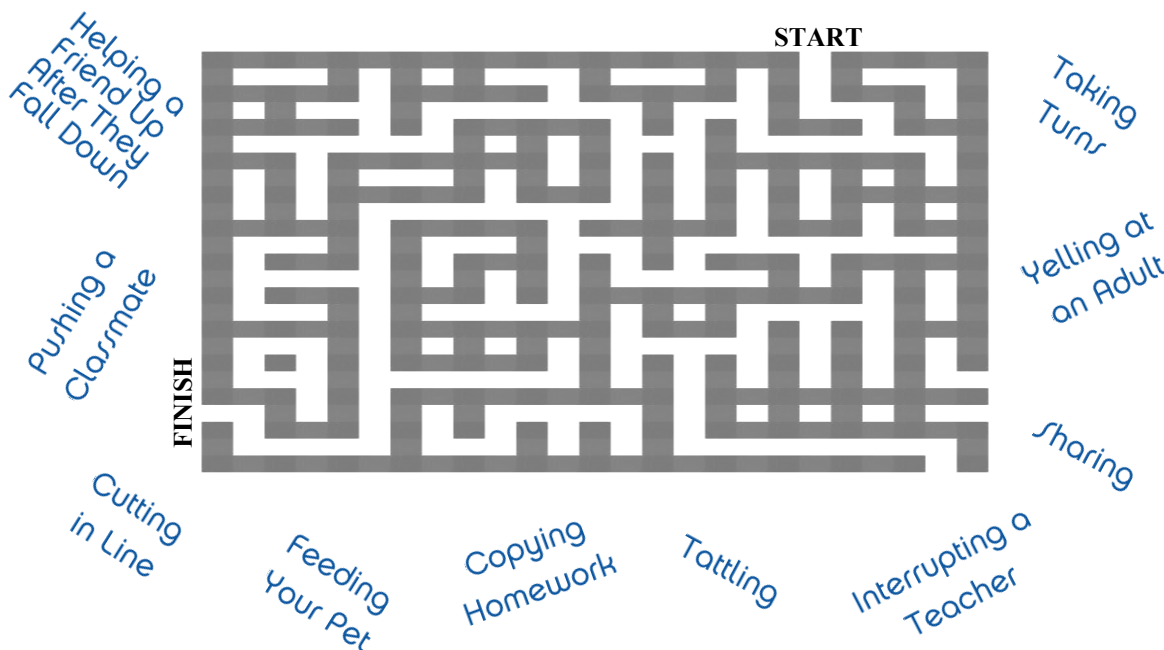 START
Helping a
Friend Up
After They
Fall Down
Taking
Turns
Pushing a
Classmate
Yelling at
an Adult
FINISH
Sharing
Cutting
in Line
Feeding
Your Pet
Copying
Homework
Tattling
Interrupting a
Teacher